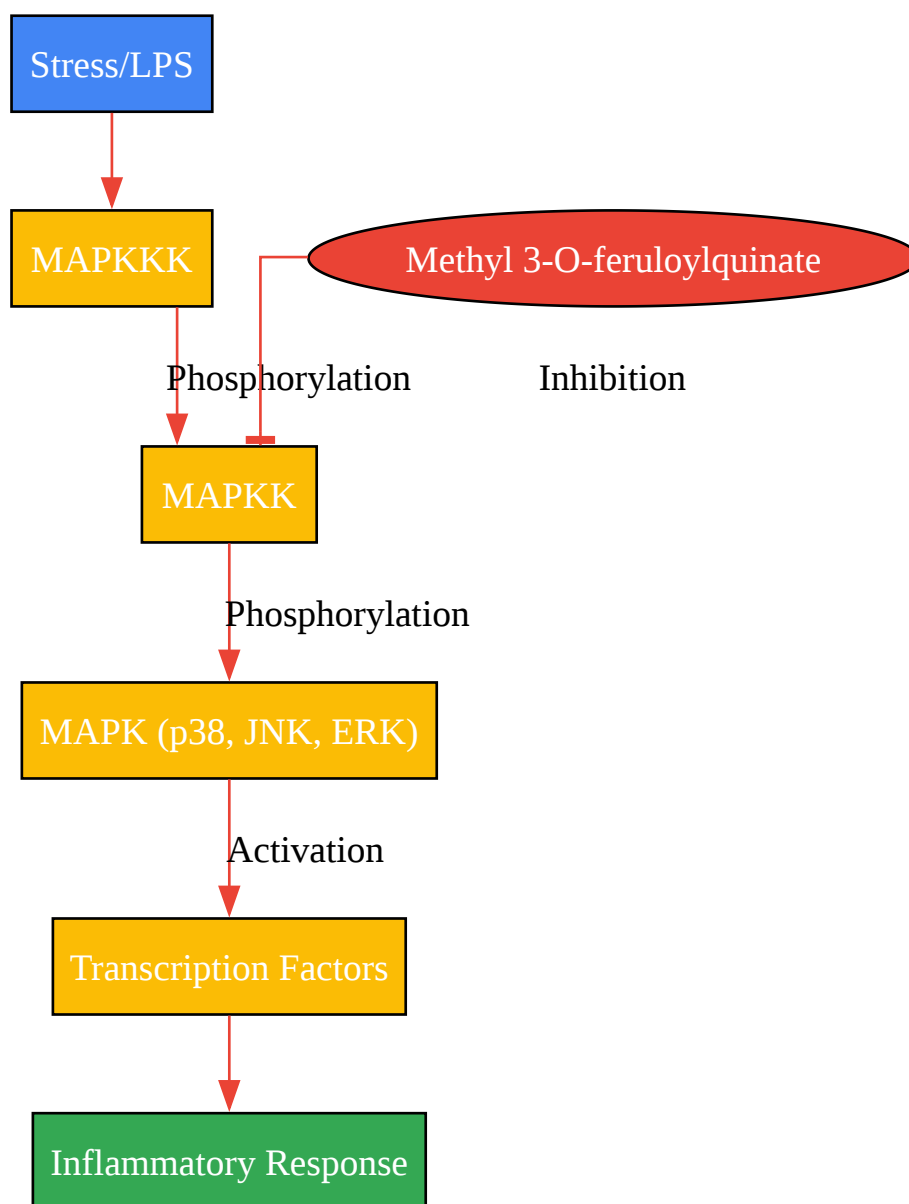 Stress/LPS
MAPKKK
Methyl 3-O-feruloylquinate
Phosphorylation
Inhibition
MAPKK
Phosphorylation
MAPK (p38, JNK, ERK)
Activation
Transcription Factors
Inflammatory Response